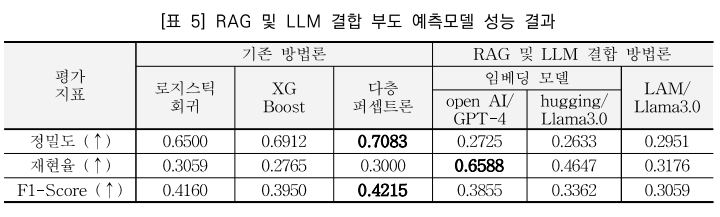 [표 5] RAG 및 LLM 결합 부도 예측모델 성능 결과
평가 지표 기존 방법론 RAG 및 LLM 결합 방법론
로지스틱 회귀 XG Boost 다층 퍼셉트론 임베딩 모델 LAM/ Llama3.0
open AI/ GPT-4 hugging/ Llama3.0
정밀도 (↑) 0.6500 0.6912 0.7083 0.2725 0.2633 0.2951
재현율 (↑) 0.3059 0.2765 0.3000 0.6588 0.4647 0.3176
F1-Score (↑) 0.4160 0.3950 0.4215 0.3855 0.3362 0.3059